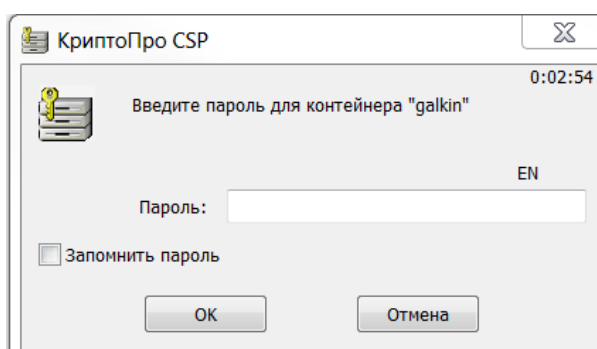 КриптоПро CSP
0:02:54
Введите пароль для контейнера "galkin"
EN
Пароль:
Запомнить пароль
OK
Отмена